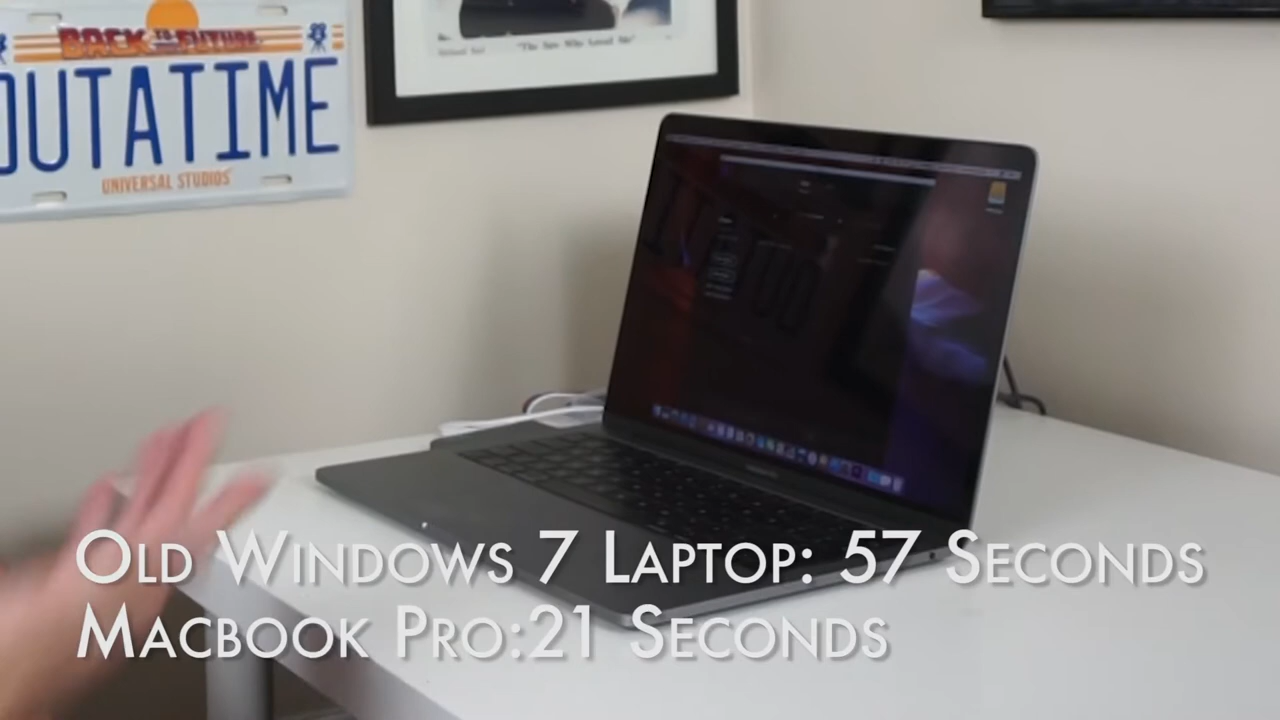 BACK TO THE FUTURE
OUTATIME
UNIVERSAL STUDIOS
"The Spy Who Loved Me"
OLD WINDOWS 7 LAPTOP: 57 SECONDS
MACBOOK PRO:21 SECONDS